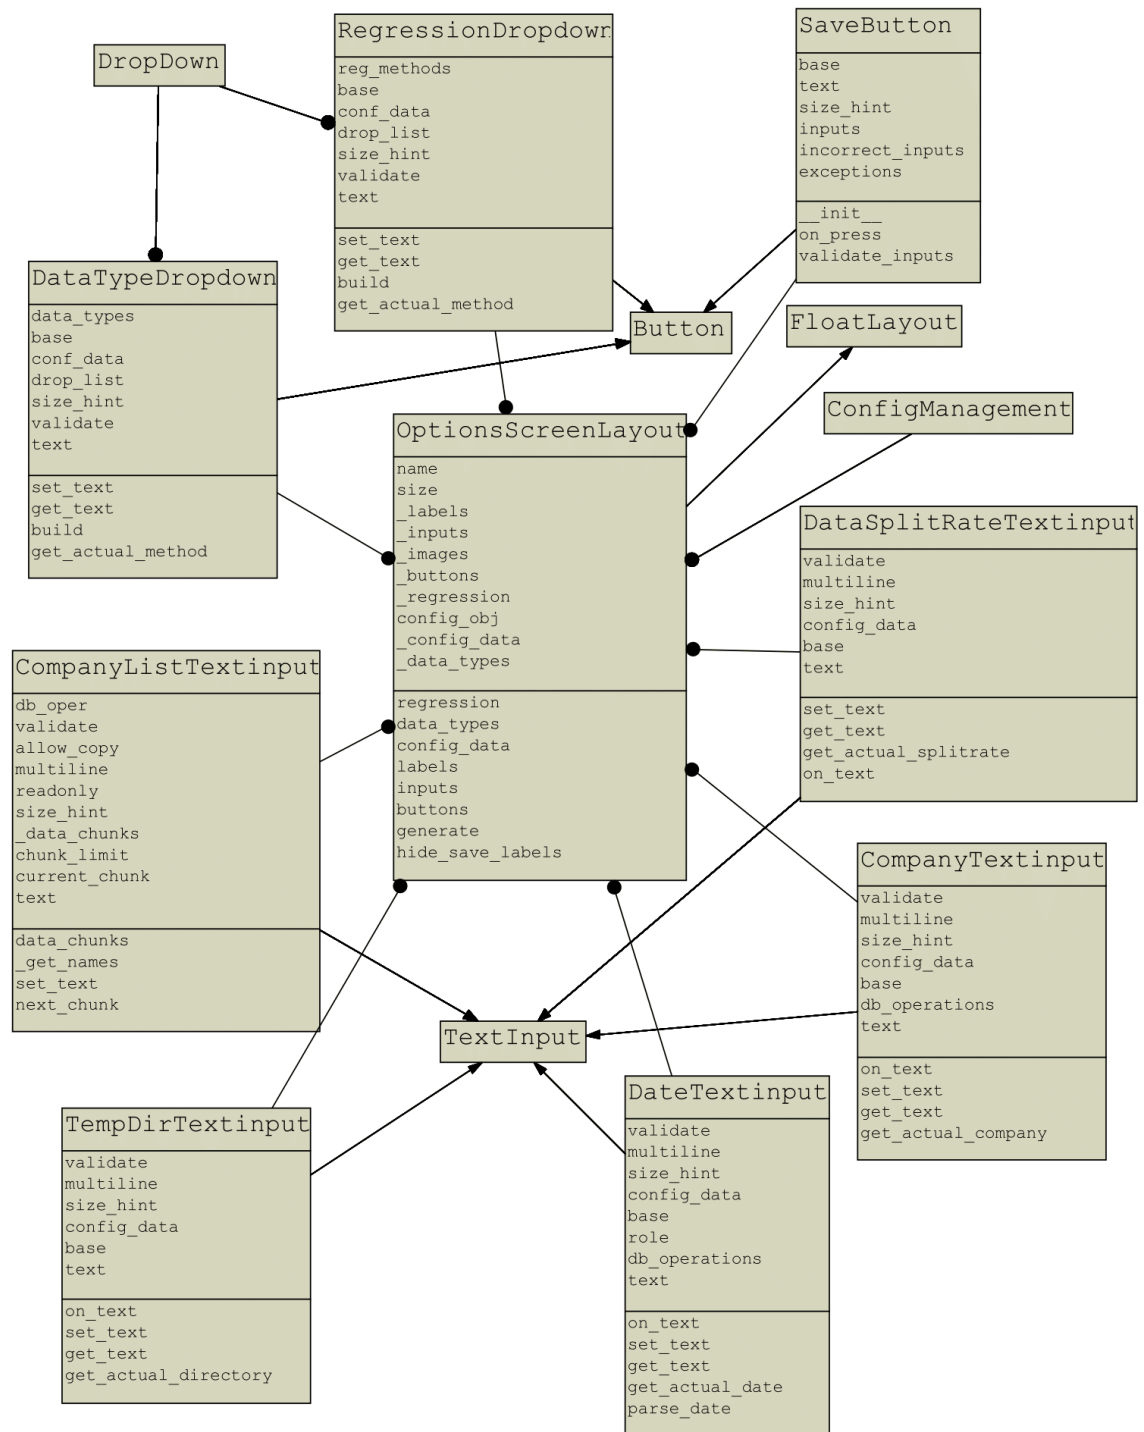 DropDown
RegressionDropdown
reg_methods
base
conf_data
drop_list
size_hint
validate
text
set_text
get_text
build
get_actual_method
SaveButton
base
text
size_hint
inputs
incorrect_inputs
exceptions
__init__
on_press
validate_inputs
DataTypeDropdown
data_types
base
conf_data
drop_list
size_hint
validate
text
set_text
get_text
build
get_actual_method
Button
FloatLayout
ConfigManagement
OptionsScreenLayout
name
size
_labels
_inputs
_images
_buttons
_regression
config_obj
_config_data
_data_types
regression
data_types
config_data
labels
inputs
buttons
generate
hide_save_labels
DataSplitRateTextinput
validate
multiline
size_hint
config_data
base
text
set_text
get_text
get_actual_splitrate
on_text
CompanyListTextinput
db_oper
validate
allow_copy
multiline
readonly
size_hint
_data_chunks
chunk_limit
current_chunk
text
data_chunks
_get_names
set_text
next_chunk
CompanyTextinput
validate
multiline
size_hint
config_data
base
db_operations
text
on_text
set_text
get_text
get_actual_company
TextInput
TempDirTextinput
validate
multiline
size_hint
config_data
base
text
on_text
set_text
get_text
get_actual_directory
DateTextinput
validate
multiline
size_hint
config_data
base
role
db_operations
text
on_text
set_text
get_text
get_actual_date
parse_date